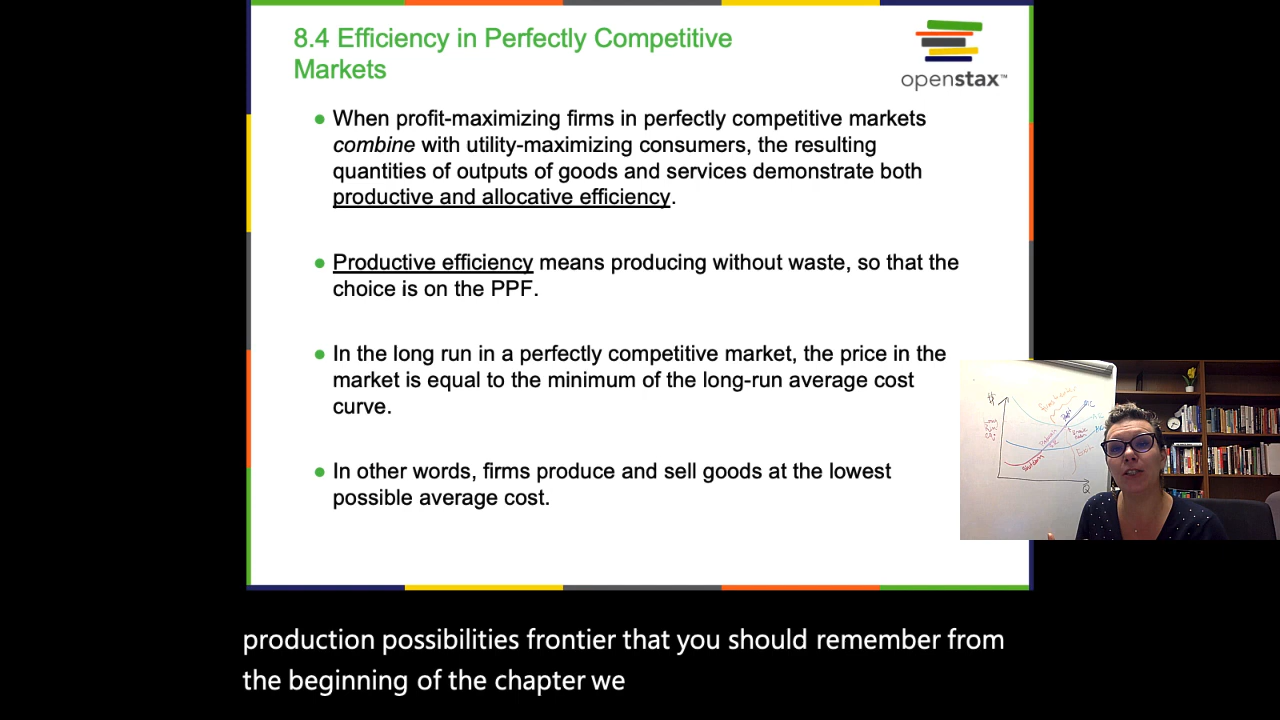 8.4 Efficiency in Perfectly Competitive
Markets
openstax™
● When profit-maximizing firms in perfectly competitive markets
combine with utility-maximizing consumers, the resulting
quantities of outputs of goods and services demonstrate both
productive and allocative efficiency.
● Productive efficiency means producing without waste, so that the
choice is on the PPF.
● In the long run in a perfectly competitive market, the price in the
market is equal to the minimum of the long-run average cost
curve.
● In other words, firms produce and sell goods at the lowest
possible average cost.
Q
production possibilities frontier that you should remember from
the beginning of the chapter we